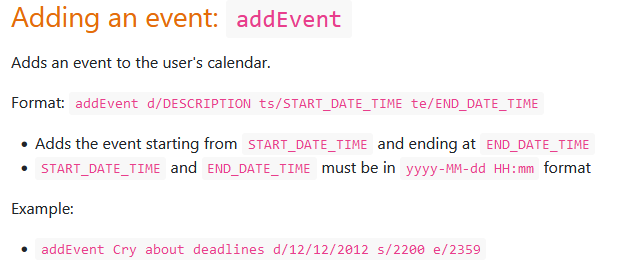 Adding an event: addEvent
Adds an event to the user's calendar.
Format: addEvent d/DESCRIPTION ts/START_DATE_TIME te/END_DATE_TIME
• Adds the event starting from START_DATE_TIME and ending at END_DATE_TIME
• START_DATE_TIME and END_DATE_TIME must be in yyyy-MM-dd HH:mm format
Example:
• addEvent Cry about deadlines d/12/12/2012 s/2200 e/2359